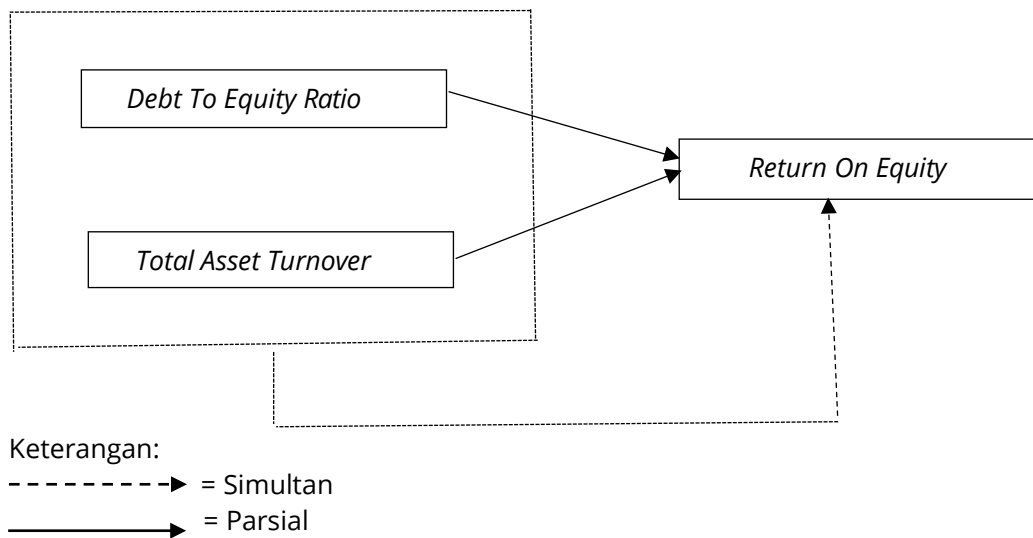 Debt To Equity Ratio
Return On Equity
Total Asset Turnover
Keterangan:
= Simultan
= Parsial